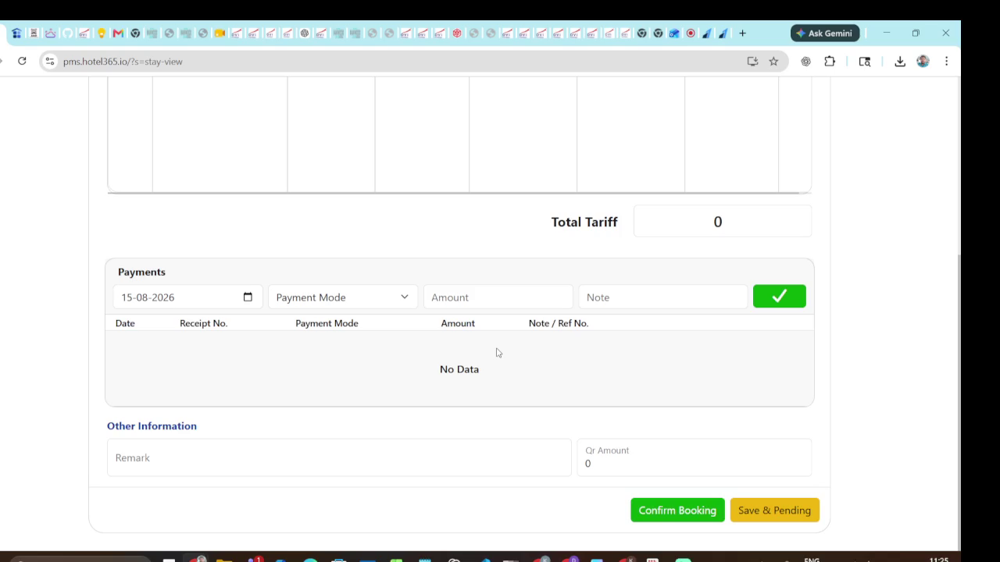 Ask Gemini
pms.hotel365.io/?s=stay-view
Total Tariff 0
Payments
15-08-2026 Payment Mode Amount Note
Date Receipt No. Payment Mode Amount Note / Ref No.
No Data
Other Information
Remark
Qr Amount
0
Confirm Booking Save & Pending
ENG 11:25